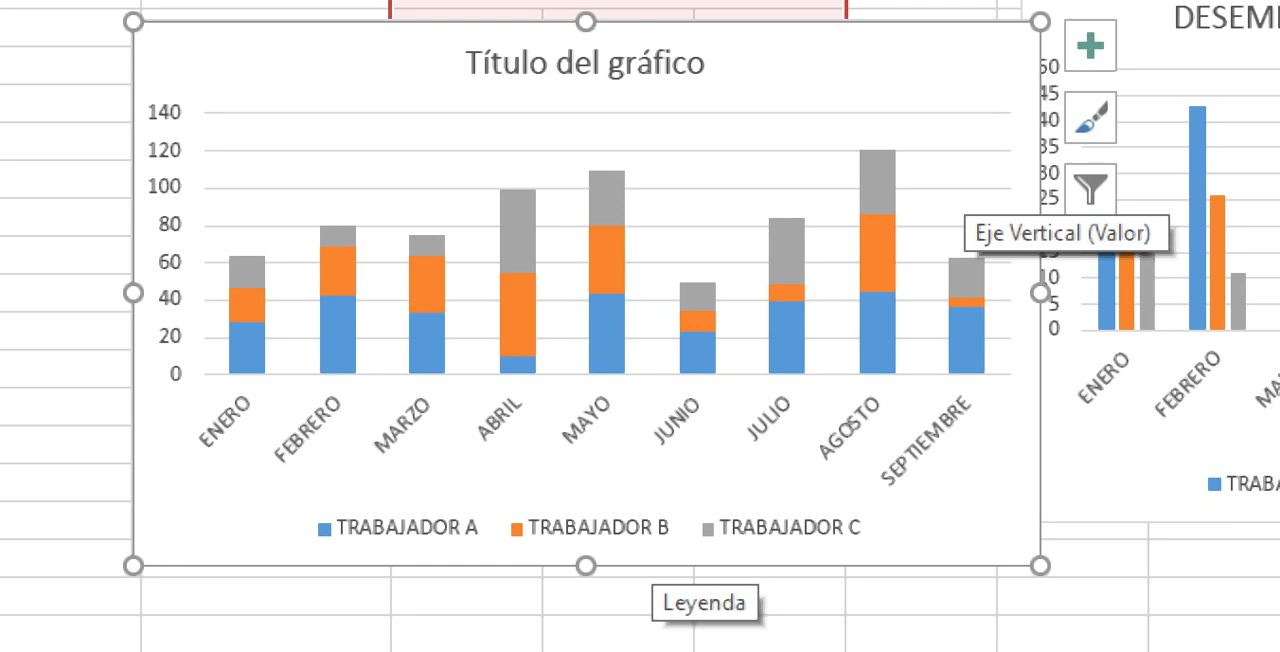 DESEM
Título del gráfico
140
120
100
80
60
40
20
0
ENERO
FEBRERO
MARZO
ABRIL
MAYO
JUNIO
JULIO
AGOSTO
SEPTIEMBRE
TRABAJADOR A TRABAJADOR B TRABAJADOR C
50
45
40
35
30
25
Eje Vertical (Valor)
10
5
0
ENERO
FEBRERO
MA
TRABA
Leyenda